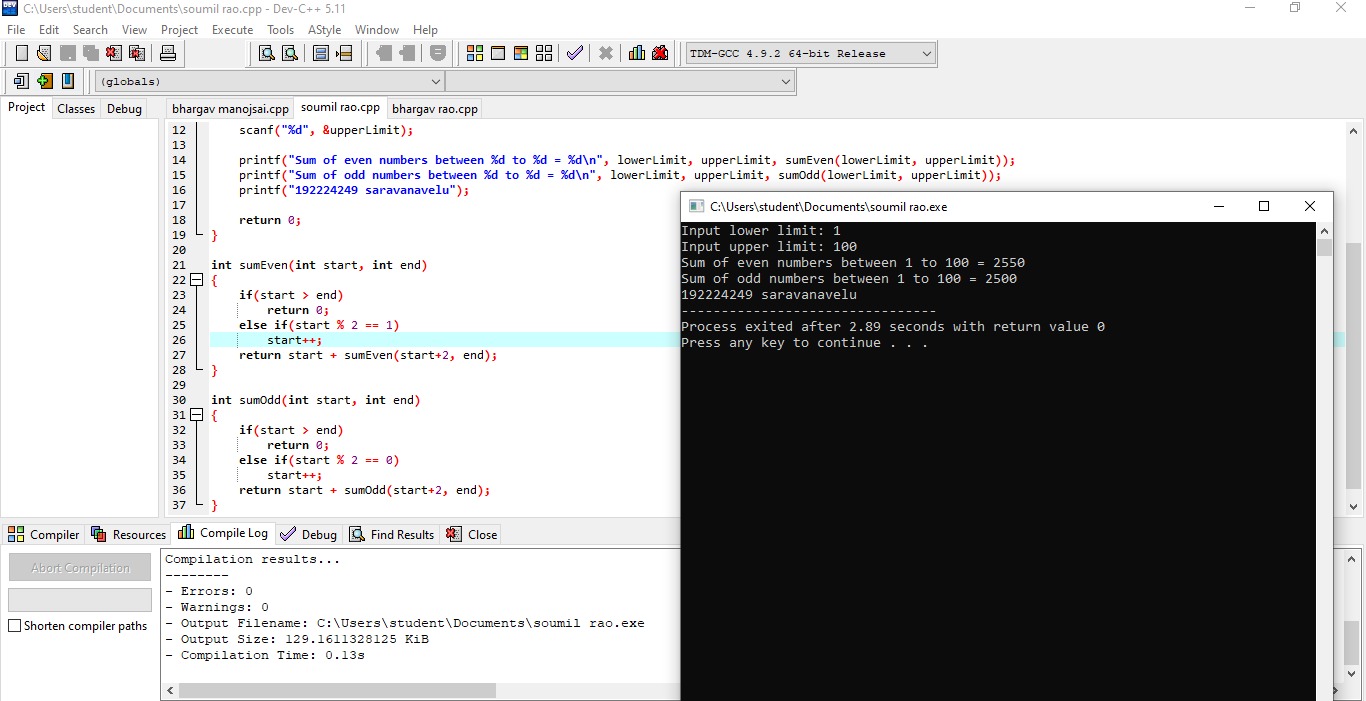 C:\Users\student\Documents\soumil rao.cpp - Dev-C++ 5.11
File Edit Search View Project Execute Tools AStyle Window Help
TDM-GCC 4.9.2 64-bit Release
(globals)
Project Classes Debug
bhargav manojsai.cpp soumil rao.cpp bhargav rao.cpp
12 scanf("%d", &upperLimit);
13
14 printf("Sum of even numbers between %d to %d = %d\n", lowerLimit, upperLimit, sumEven(lowerLimit, upperLimit));
15 printf("Sum of odd numbers between %d to %d = %d\n", lowerLimit, upperLimit, sumOdd(lowerLimit, upperLimit));
16 printf("192224249 saravanavelu");
17
18 return 0;
19 }
20
21 int sumEven(int start, int end)
22 {
23 if(start > end)
24 return 0;
25 else if(start % 2 == 1)
26 start++;
27 return start + sumEven(start+2, end);
28 }
29
30 int sumOdd(int start, int end)
31 {
32 if(start > end)
33 return 0;
34 else if(start % 2 == 0)
35 start++;
36 return start + sumOdd(start+2, end);
37 }
C:\Users\student\Documents\soumil rao.exe
Input lower limit: 1
Input upper limit: 100
Sum of even numbers between 1 to 100 = 2550
Sum of odd numbers between 1 to 100 = 2500
192224249 saravanavelu
--------------------------------
Process exited after 2.89 seconds with return value 0
Press any key to continue . . .
Compiler Resources Compile Log Debug Find Results Close
Abort Compilation
Shorten compiler paths
Compilation results...
--------
- Errors: 0
- Warnings: 0
- Output Filename: C:\Users\student\Documents\soumil rao.exe
- Output Size: 129.1611328125 KiB
- Compilation Time: 0.13s